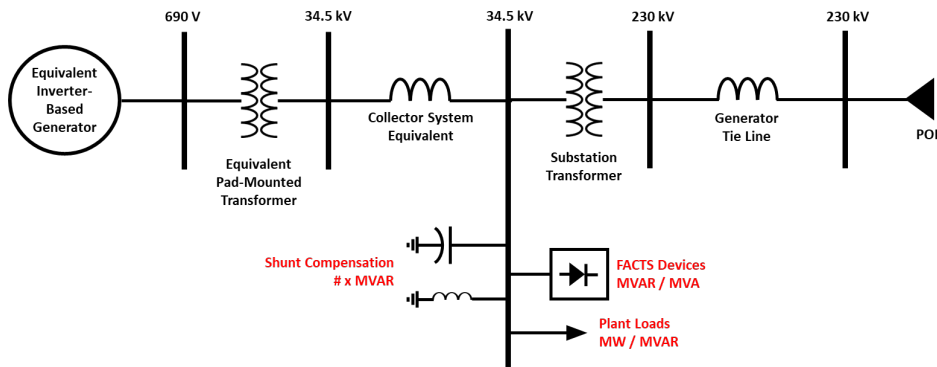 690 V
34.5 kV
34.5 kV
230 kV
230 kV
Equivalent
Inverter-
Based
Generator
Equivalent
Pad-Mounted
Transformer
Collector System
Equivalent
Substation
Transformer
Generator
Tie Line
POI
Shunt Compensation
# x MVAR
FACTS Devices
MVAR / MVA
Plant Loads
MW / MVAR